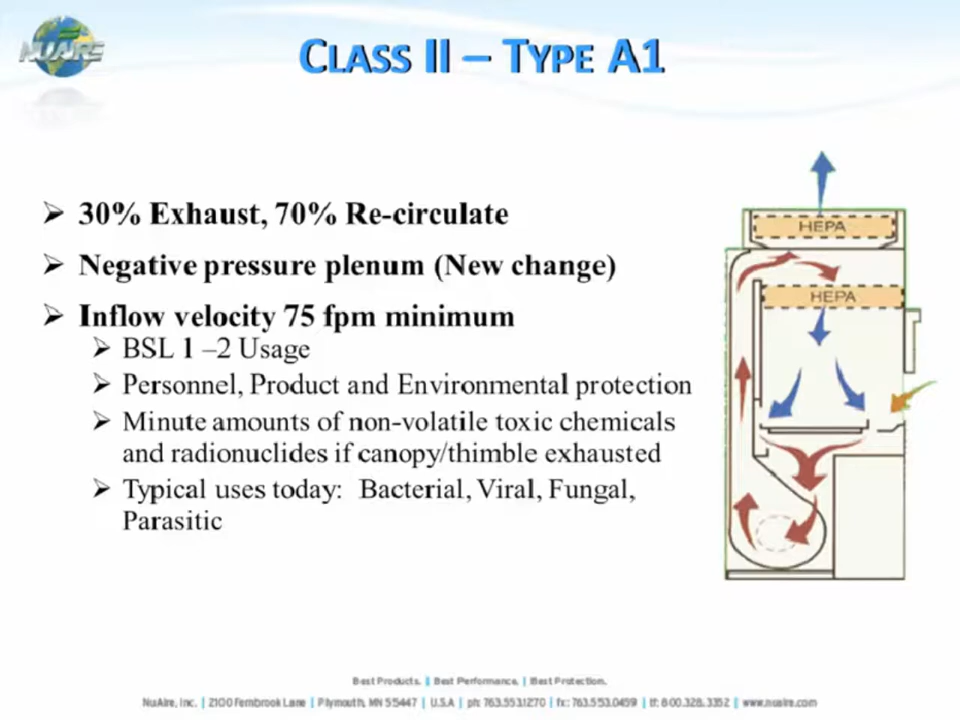 NUAIRE
CLASS II – TYPE A1
30% Exhaust, 70% Re-circulate
Negative pressure plenum (New change)
Inflow velocity 75 fpm minimum
BSL 1 –2 Usage
Personnel, Product and Environmental protection
Minute amounts of non-volatile toxic chemicals
and radionuclides if canopy/thimble exhausted
Typical uses today: Bacterial, Viral, Fungal,
Parasitic
HEPA
HEPA
Best Products. | Best Performance. | Best Protection.
NuAire, Inc. | 2100 Fernbrook Lane | Plymouth, MN 55447 | U.S.A | ph: 763.553.1270 | fx: 763.553.0459 | tf: 800.328.3352 | www.nuaire.com